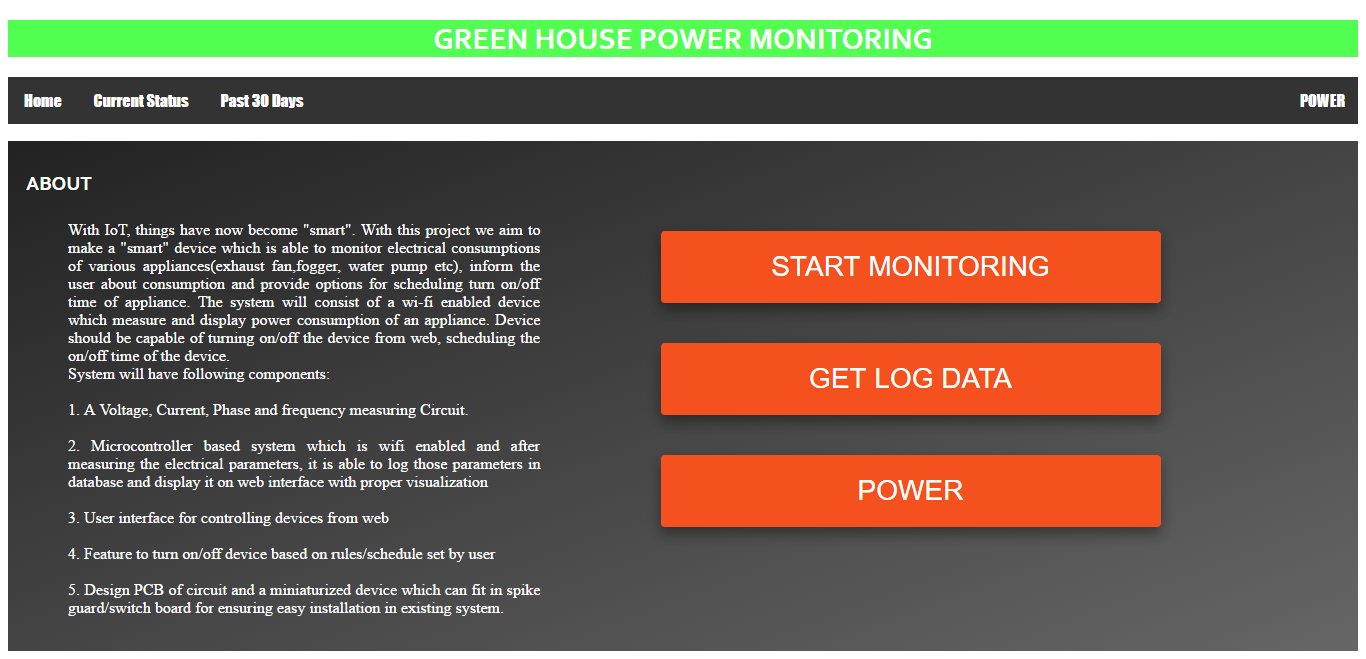 GREEN HOUSE POWER MONITORING
Home Current Status Past 30 Days POWER
ABOUT
With IoT, things have now become "smart". With this project we aim to
make a "smart" device which is able to monitor electrical consumptions
of various appliances(exhaust fan,fogger, water pump etc), inform the
user about consumption and provide options for scheduling turn on/off
time of appliance. The system will consist of a wi-fi enabled device
which measure and display power consumption of an appliance. Device
should be capable of turning on/off the device from web, scheduling the
on/off time of the device.
System will have following components:
1. A Voltage, Current, Phase and frequency measuring Circuit.
2. Microcontroller based system which is wifi enabled and after
measuring the electrical parameters, it is able to log those parameters in
database and display it on web interface with proper visualization
3. User interface for controlling devices from web
4. Feature to turn on/off device based on rules/schedule set by user
5. Design PCB of circuit and a miniaturized device which can fit in spike
guard/switch board for ensuring easy installation in existing system.
START MONITORING
GET LOG DATA
POWER